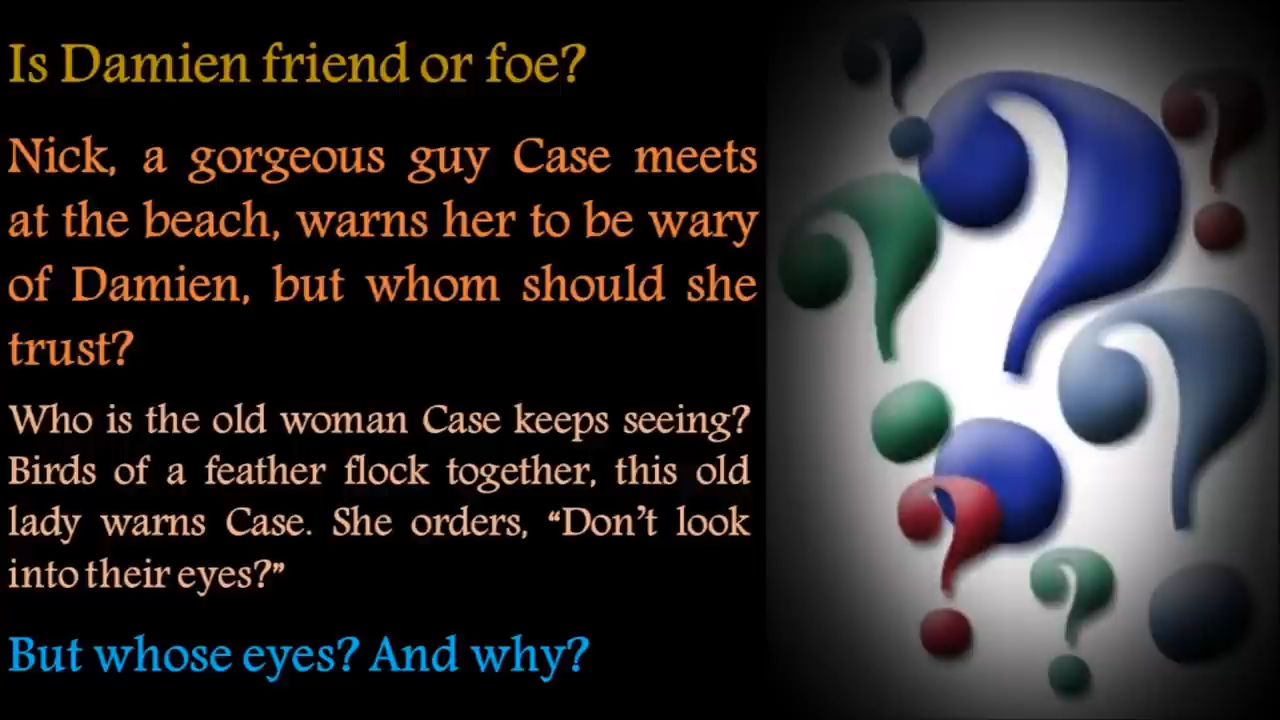 Is Damien friend or foe?
Nick, a gorgeous guy Case meets
at the beach, warns her to be wary
of Damien, but whom should she
trust?
Who is the old woman Case keeps seeing?
Birds of a feather flock together, this old
lady warns Case. She orders, “Don’t look
into their eyes?”
But whose eyes? And why?